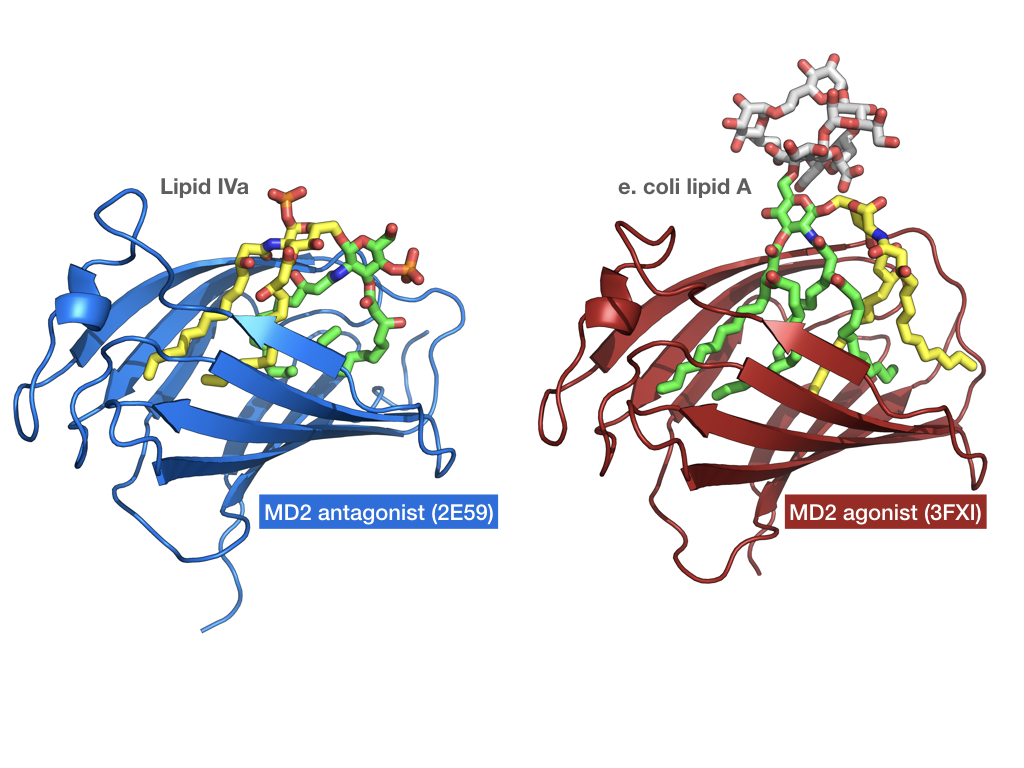 Lipid IVa
e. coli lipid A
MD2 antagonist (2E59)
MD2 agonist (3FXI)